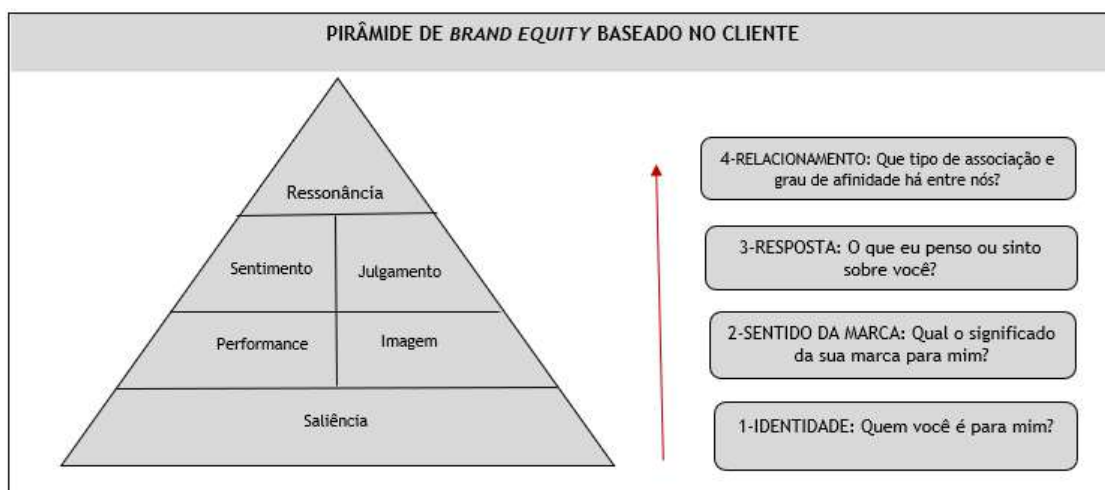 PIRÂMIDE DE BRAND EQUITY BASEADO NO CLIENTE
Ressonância
Sentimento
Julgamento
Performance
Imagem
Saliência
4-RELACIONAMENTO: Que tipo de associação e
grau de afinidade há entre nós?
3-RESPOSTA: O que eu penso ou sinto
sobre você?
2-SENTIDO DA MARCA: Qual o significado
da sua marca para mim?
1-IDENTIDADE: Quem você é para mim?